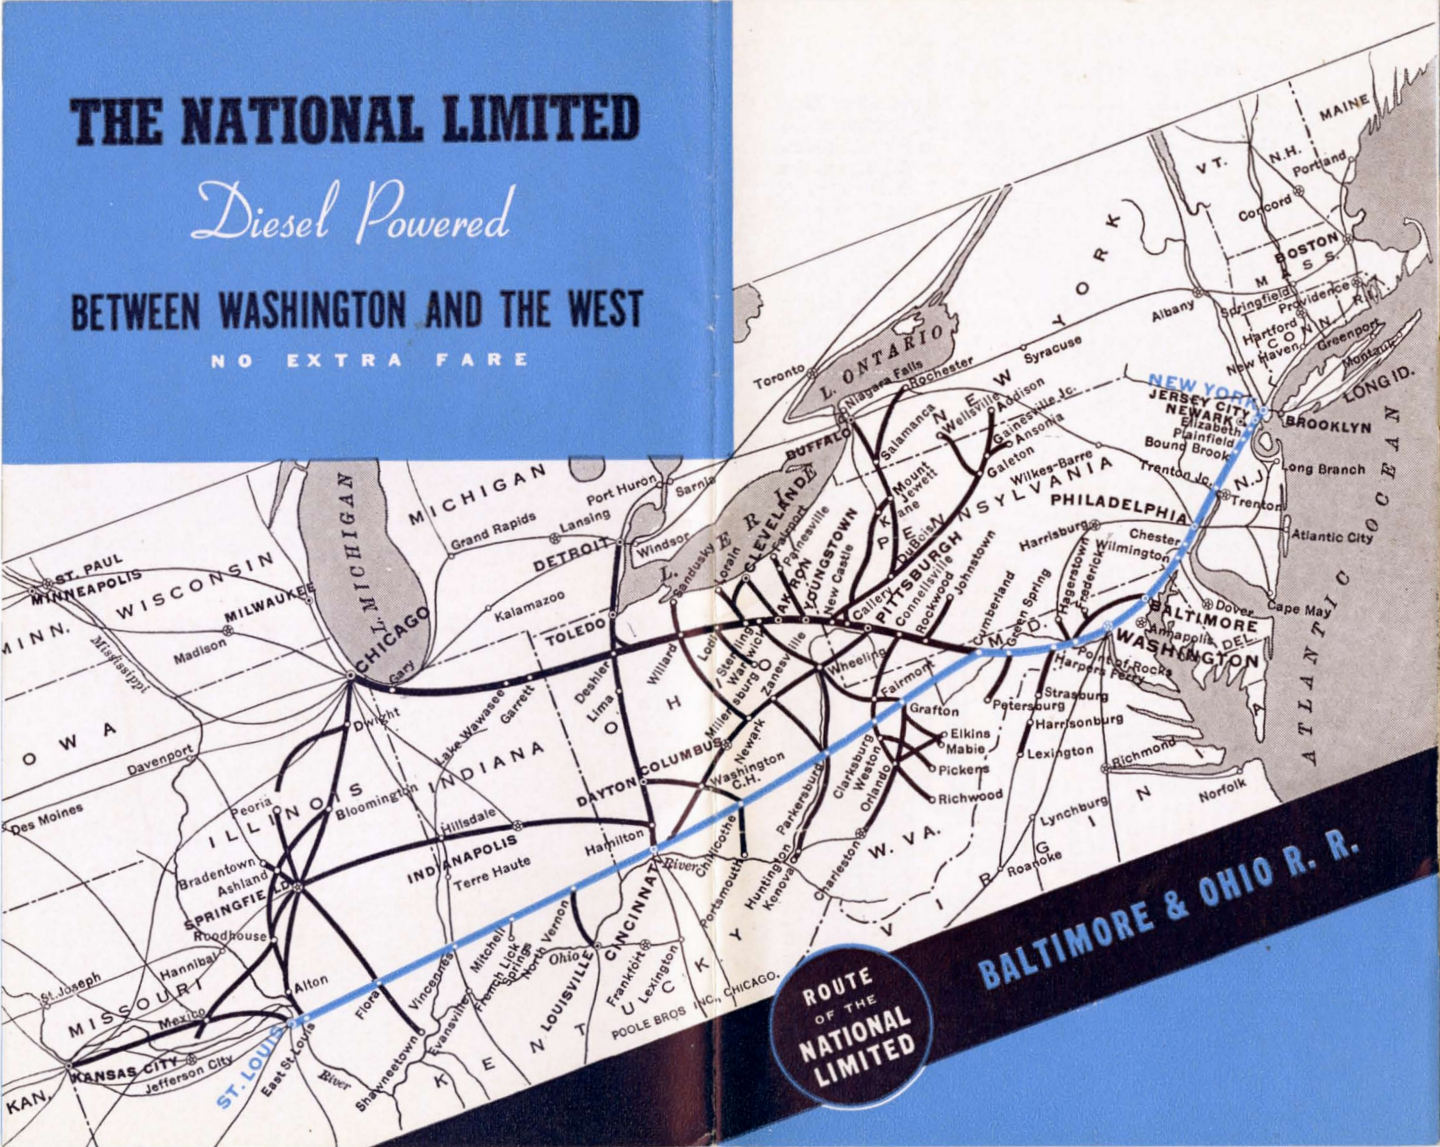 THE NATIONAL LIMITED
Diesel Powered
BETWEEN WASHINGTON AND THE WEST
NO EXTRA FARE
MAINE
VT.
N.H.
Portland
Concord
BOSTON
MASS.
Albany
Springfield
Providence
R.I.
Hartford
CONN.
New Haven
Greenport
Montauk
LONG ID.
NEW YORK
Syracuse
Toronto
L. ONTARIO
Niagara Falls
Rochester
NEW YORK
JERSEY CITY
NEWARK
Elizabeth
Plainfield
Bound Brook
BROOKLYN
BUFFALO
Salamanca
Wellsville
Addison
Gainesville Jc.
Ansonia
Galeton
Wilkes-Barre
Mount Jewett
Kane
PENNSYLVANIA
Trenton Jc.
N.J.
Trenton
Long Branch
PHILADELPHIA
Chester
Wilmington
Atlantic City
Harrisburg
Hagerstown
Frederick
Cape May
Dover
DEL.
BALTIMORE
Annapolis
WASHINGTON
Point of Rocks
Harpers Ferry
M D.
Cumberland
Green Spring
Johnstown
Rockwood
Connellsville
PITTSBURGH
DuBois
Callery
New Castle
YOUNGSTOWN
AKRON
Painesville
Fairport
CLEVELAND
Lorain
Sandusky
L. ERIE
L. MICHIGAN
MICHIGAN
Port Huron
Sarnia
Grand Rapids
Lansing
DETROIT
Windsor
Kalamazoo
TOLEDO
ST. PAUL
MINNEAPOLIS
WISCONSIN
MINN.
MILWAUKEE
Madison
Mississippi
CHICAGO
Gary
Dwight
Lake Wawasee
Garrett
Deshler
Lima
Willard
Lodi
Sterling
Warwick
Millersburg
Zanesville
Wheeling
Fairmont
Grafton
Petersburg
Strasburg
Harrisonburg
Lexington
Richmond
Norfolk
Lynchburg
Roanoke
VIRGINIA
Elkins
Mabie
Pickens
Richwood
Clarksburg
Weston
Orlando
W. VA.
Charleston
Parkersburg
Huntington
Kenova
OHIO
COLUMBUS
Newark
Washington C.H.
DAYTON
Hamilton
Chillicothe
Portsmouth
River
CINCINNATI
INDIANA
Hillsdale
INDIANAPOLIS
Terre Haute
IOWA
Davenport
Des Moines
Peoria
ILLINOIS
Bloomington
Bradentown
Ashland
SPRINGFIELD
Roodhouse
Hannibal
St. Joseph
MISSOURI
Mexico
KANSAS CITY
Jefferson City
KAN.
Alton
ST. LOUIS
East St. Louis
River
Flora
Shawneetown
Vincennes
Evansville
Mitchell
French Lick Springs
North Vernon
Ohio
LOUISVILLE
Frankfort
Lexington
KENTUCKY
POOLE BROS INC., CHICAGO.
ATLANTIC OCEAN
ROUTE
OF THE
NATIONAL
LIMITED
BALTIMORE & OHIO R. R.